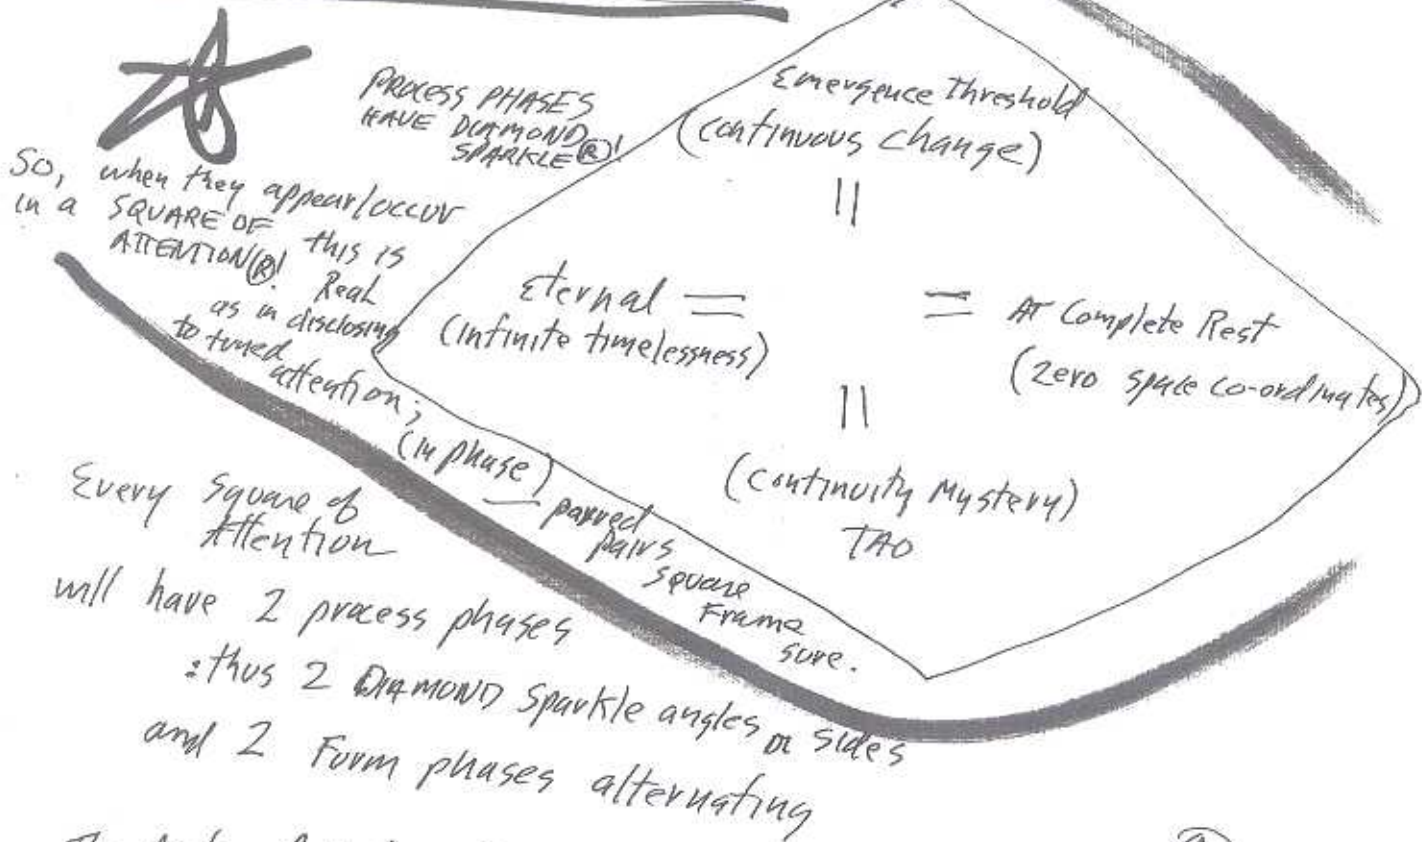 PROCESS PHASES
HAVE DIAMOND
SPARKLE®!
So, when they appear/occur
in a SQUARE OF this is
ATTENTION®! Real
as in disclosing
to tuned
attention;
(in phase)
— paired
pairs
square
Frame
sure.
Emergence Threshold
(continuous change)
||
Eternal =
(infinite timelessness)
= At Complete Rest
(zero space co-ordinates)
||
(continuity Mystery)
TAO
Every Square of
Attention
will have 2 process phases
: thus 2 DIAMOND Sparkle angles or sides
and 2 Form phases alternating